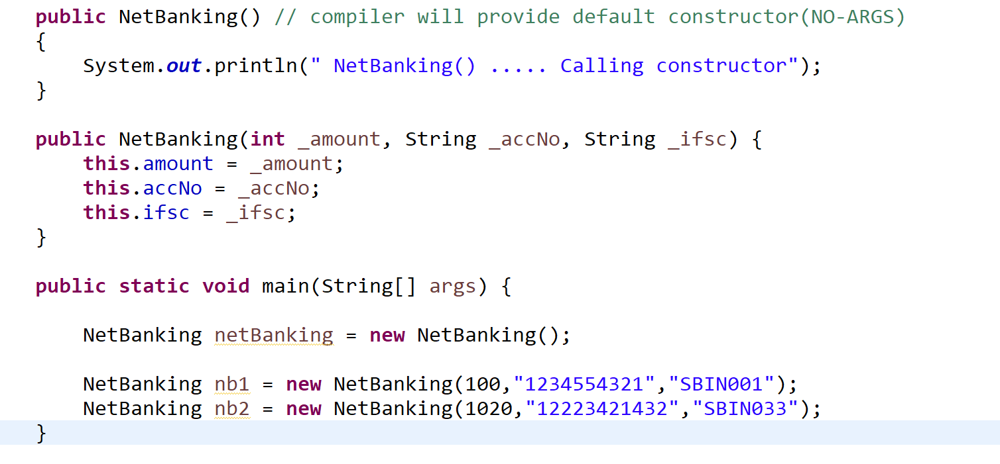 public NetBanking() // compiler will provide default constructor(NO-ARGS)
{
System.out.println(" NetBanking() ..... Calling constructor");
}
public NetBanking(int _amount, String _accNo, String _ifsc) {
this.amount = _amount;
this.accNo = _accNo;
this.ifsc = _ifsc;
}
public static void main(String[] args) {
NetBanking netBanking = new NetBanking();
NetBanking nb1 = new NetBanking(100,"1234554321","SBIN001");
NetBanking nb2 = new NetBanking(1020,"12223421432","SBIN033");
}